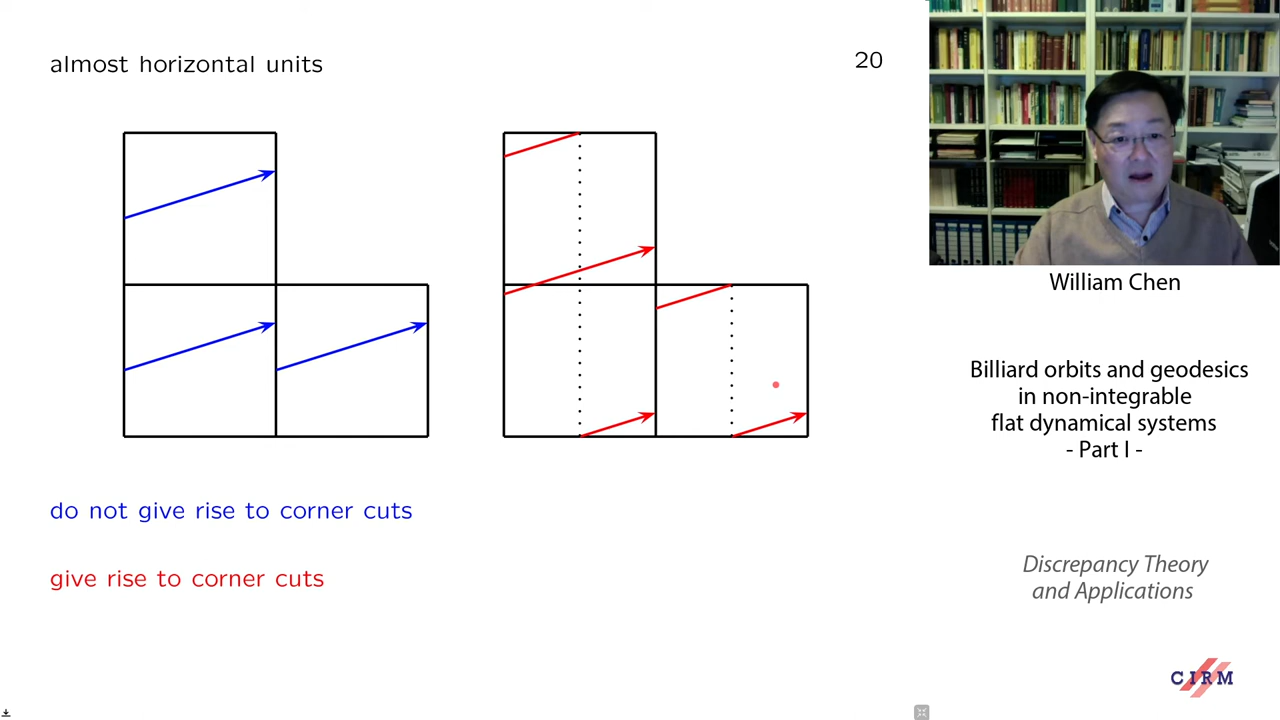 almost horizontal units
20
do not give rise to corner cuts
give rise to corner cuts
William Chen
Billiard orbits and geodesics
in non-integrable
flat dynamical systems
- Part I -
Discrepancy Theory
and Applications
CIRM